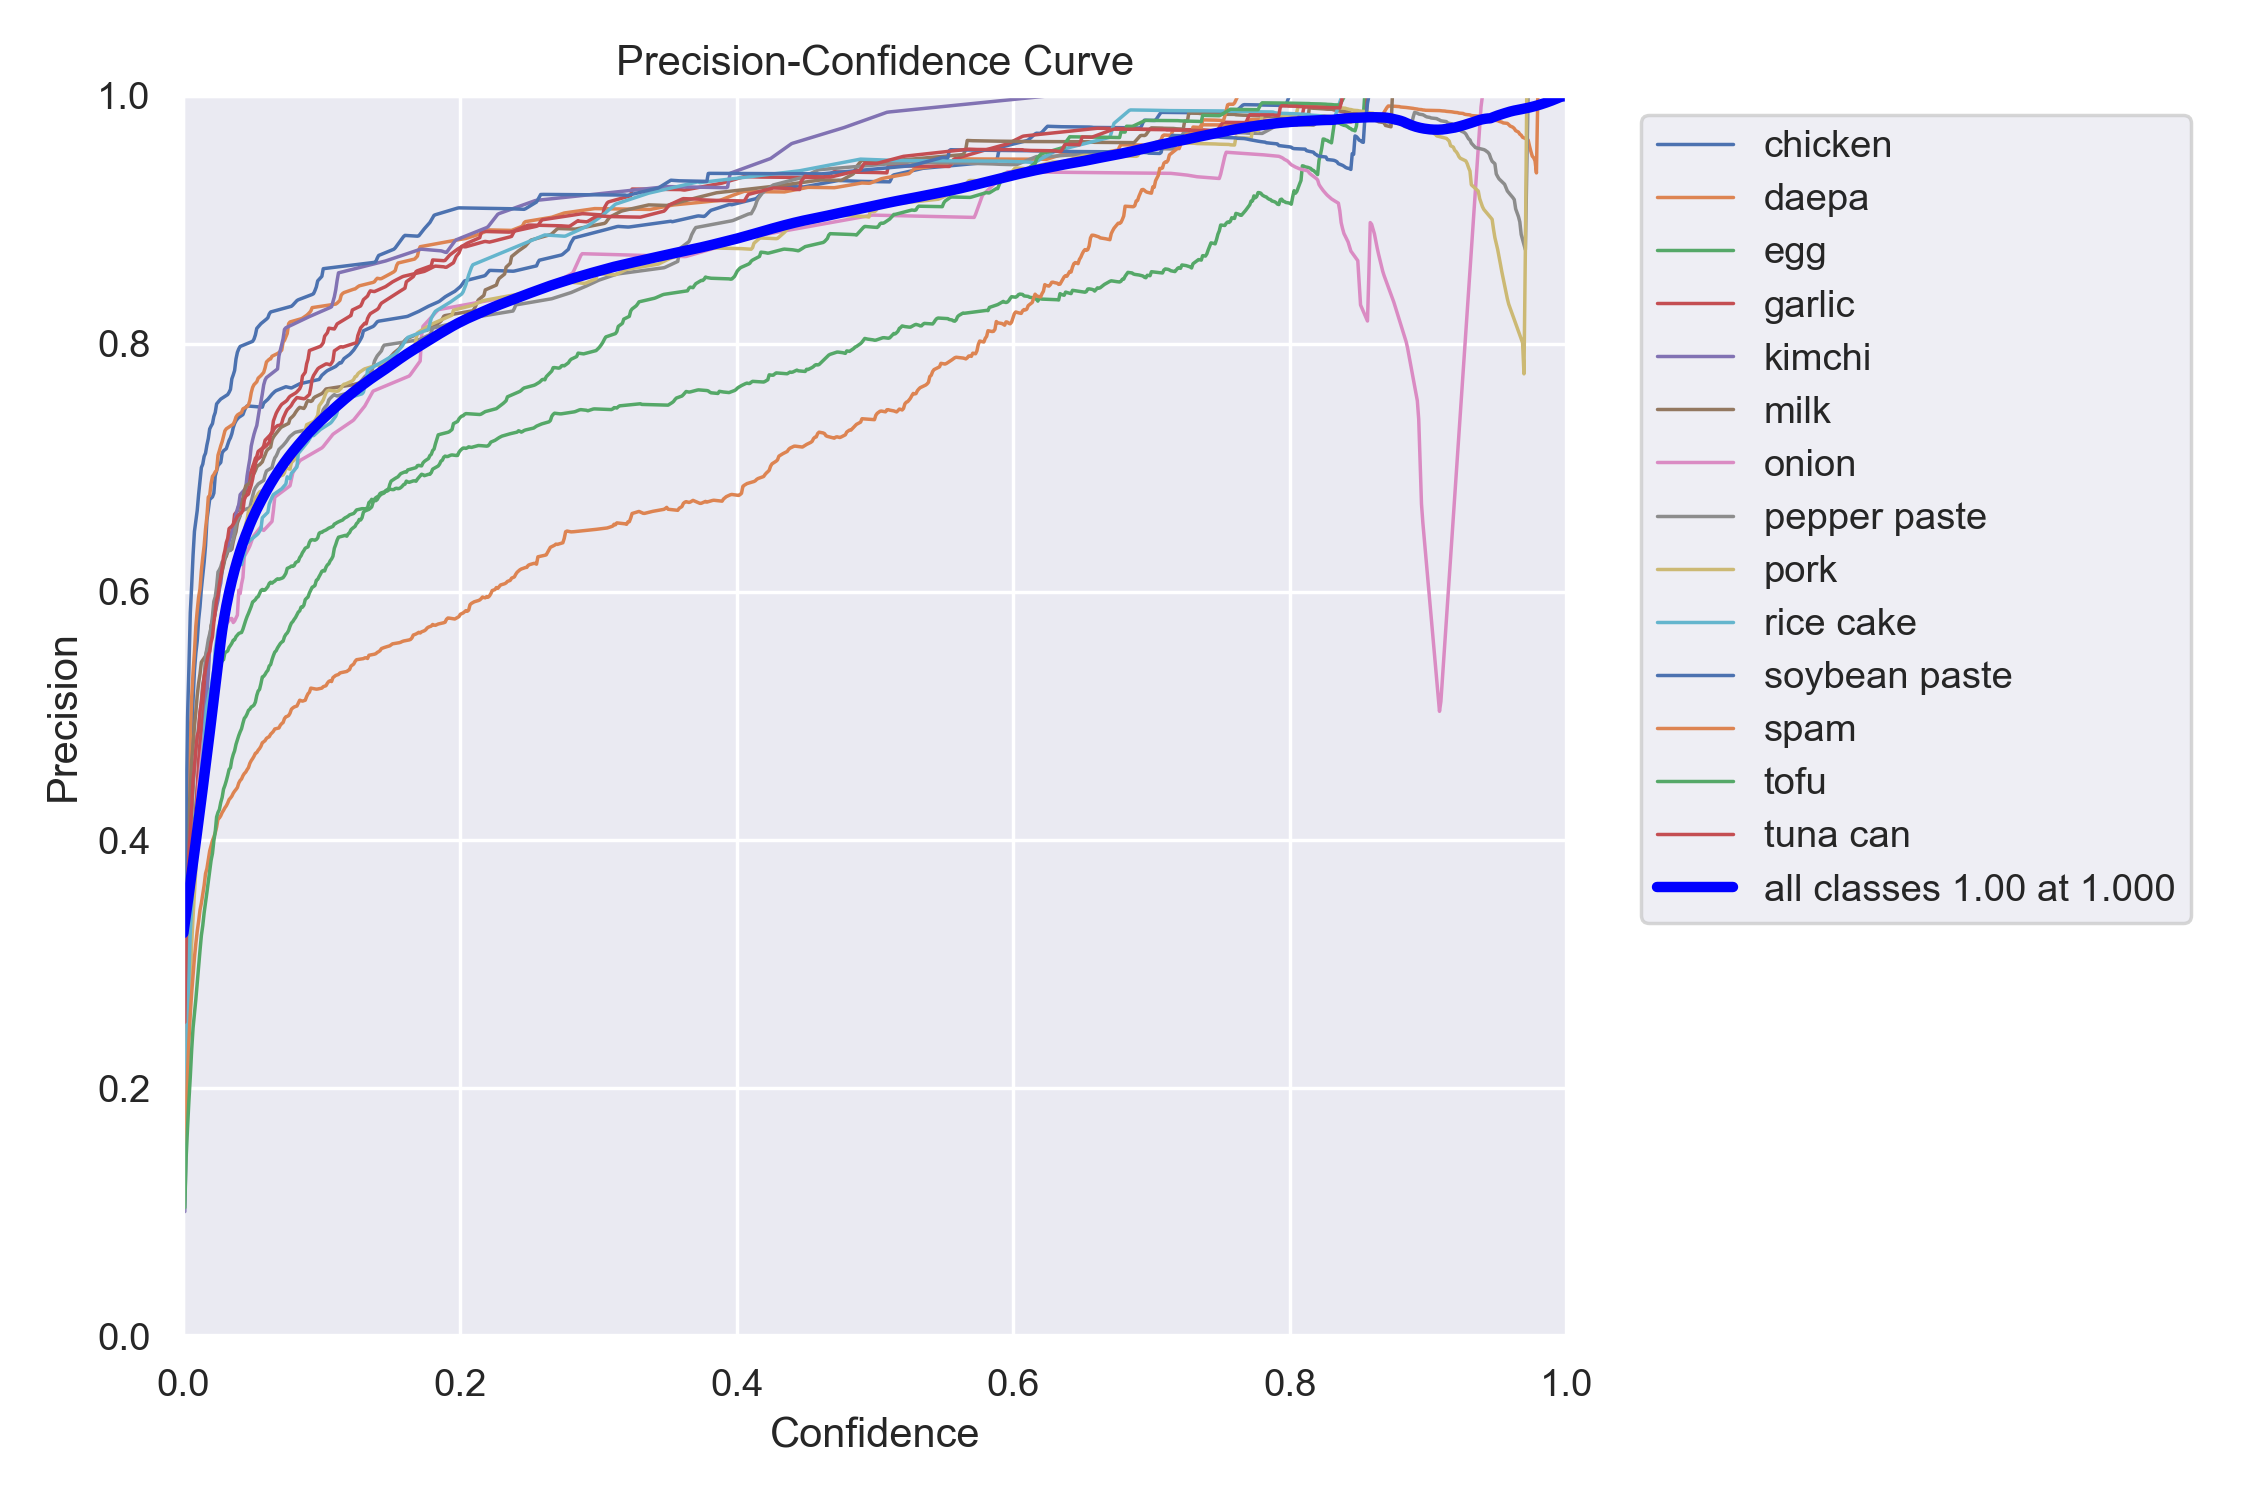 Precision-Confidence Curve
1.0
0.8
0.6
0.4
0.2
0.0
Precision
0.0 0.2 0.4 0.6 0.8 1.0
Confidence
chicken
daepa
egg
garlic
kimchi
milk
onion
pepper paste
pork
rice cake
soybean paste
spam
tofu
tuna can
all classes 1.00 at 1.000